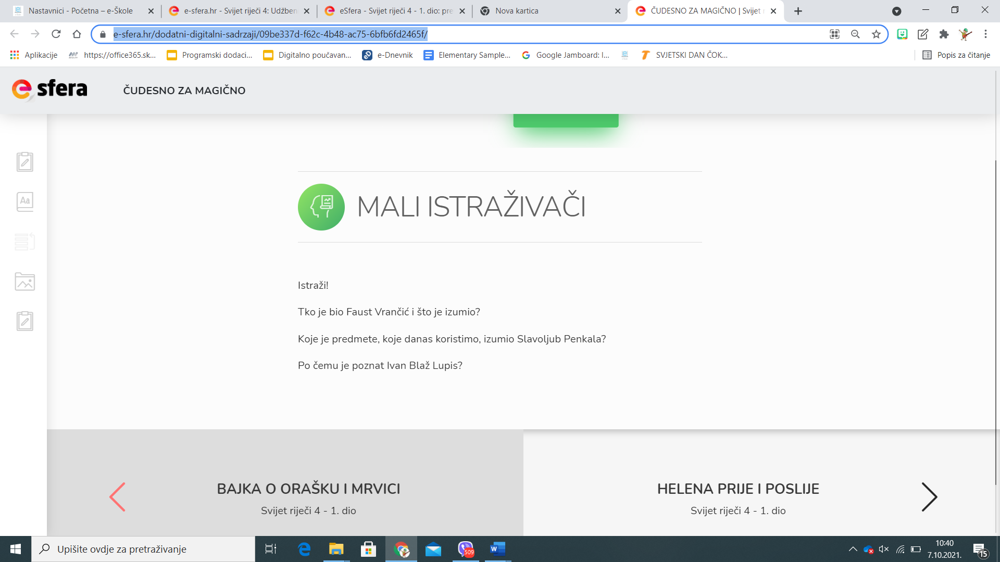 Nastavnici - Početna – e-Škole
e-sfera.hr - Svijet riječi 4: Udžben
eSfera - Svijet riječi 4 - 1. dio: pre
Nova kartica
ČUDESNO ZA MAGIČNO | Svijet
e-sfera.hr/dodatni-digitalni-sadrzaji/09be337d-f62c-4b48-ac75-6bfb6fd2465f/
Aplikacije
https://office365.sk...
Programski dodaci...
Digitalno poučavan...
e-Dnevnik
Elementary Sample...
Google Jamboard: I...
SVJETSKI DAN ČOK...
Popis za čitanje
e sfera
ČUDESNO ZA MAGIČNO
Aa
MALI ISTRAŽIVAČI
Istraži!
Tko je bio Faust Vrančić i što je izumio?
Koje je predmete, koje danas koristimo, izumio Slavoljub Penkala?
Po čemu je poznat Ivan Blaž Lupis?
BAJKA O ORAŠKU I MRVICI
Svijet riječi 4 - 1. dio
HELENA PRIJE I POSLIJE
Svijet riječi 4 - 1. dio
Upišite ovdje za pretraživanje
509
10:40
7.10.2021.
15